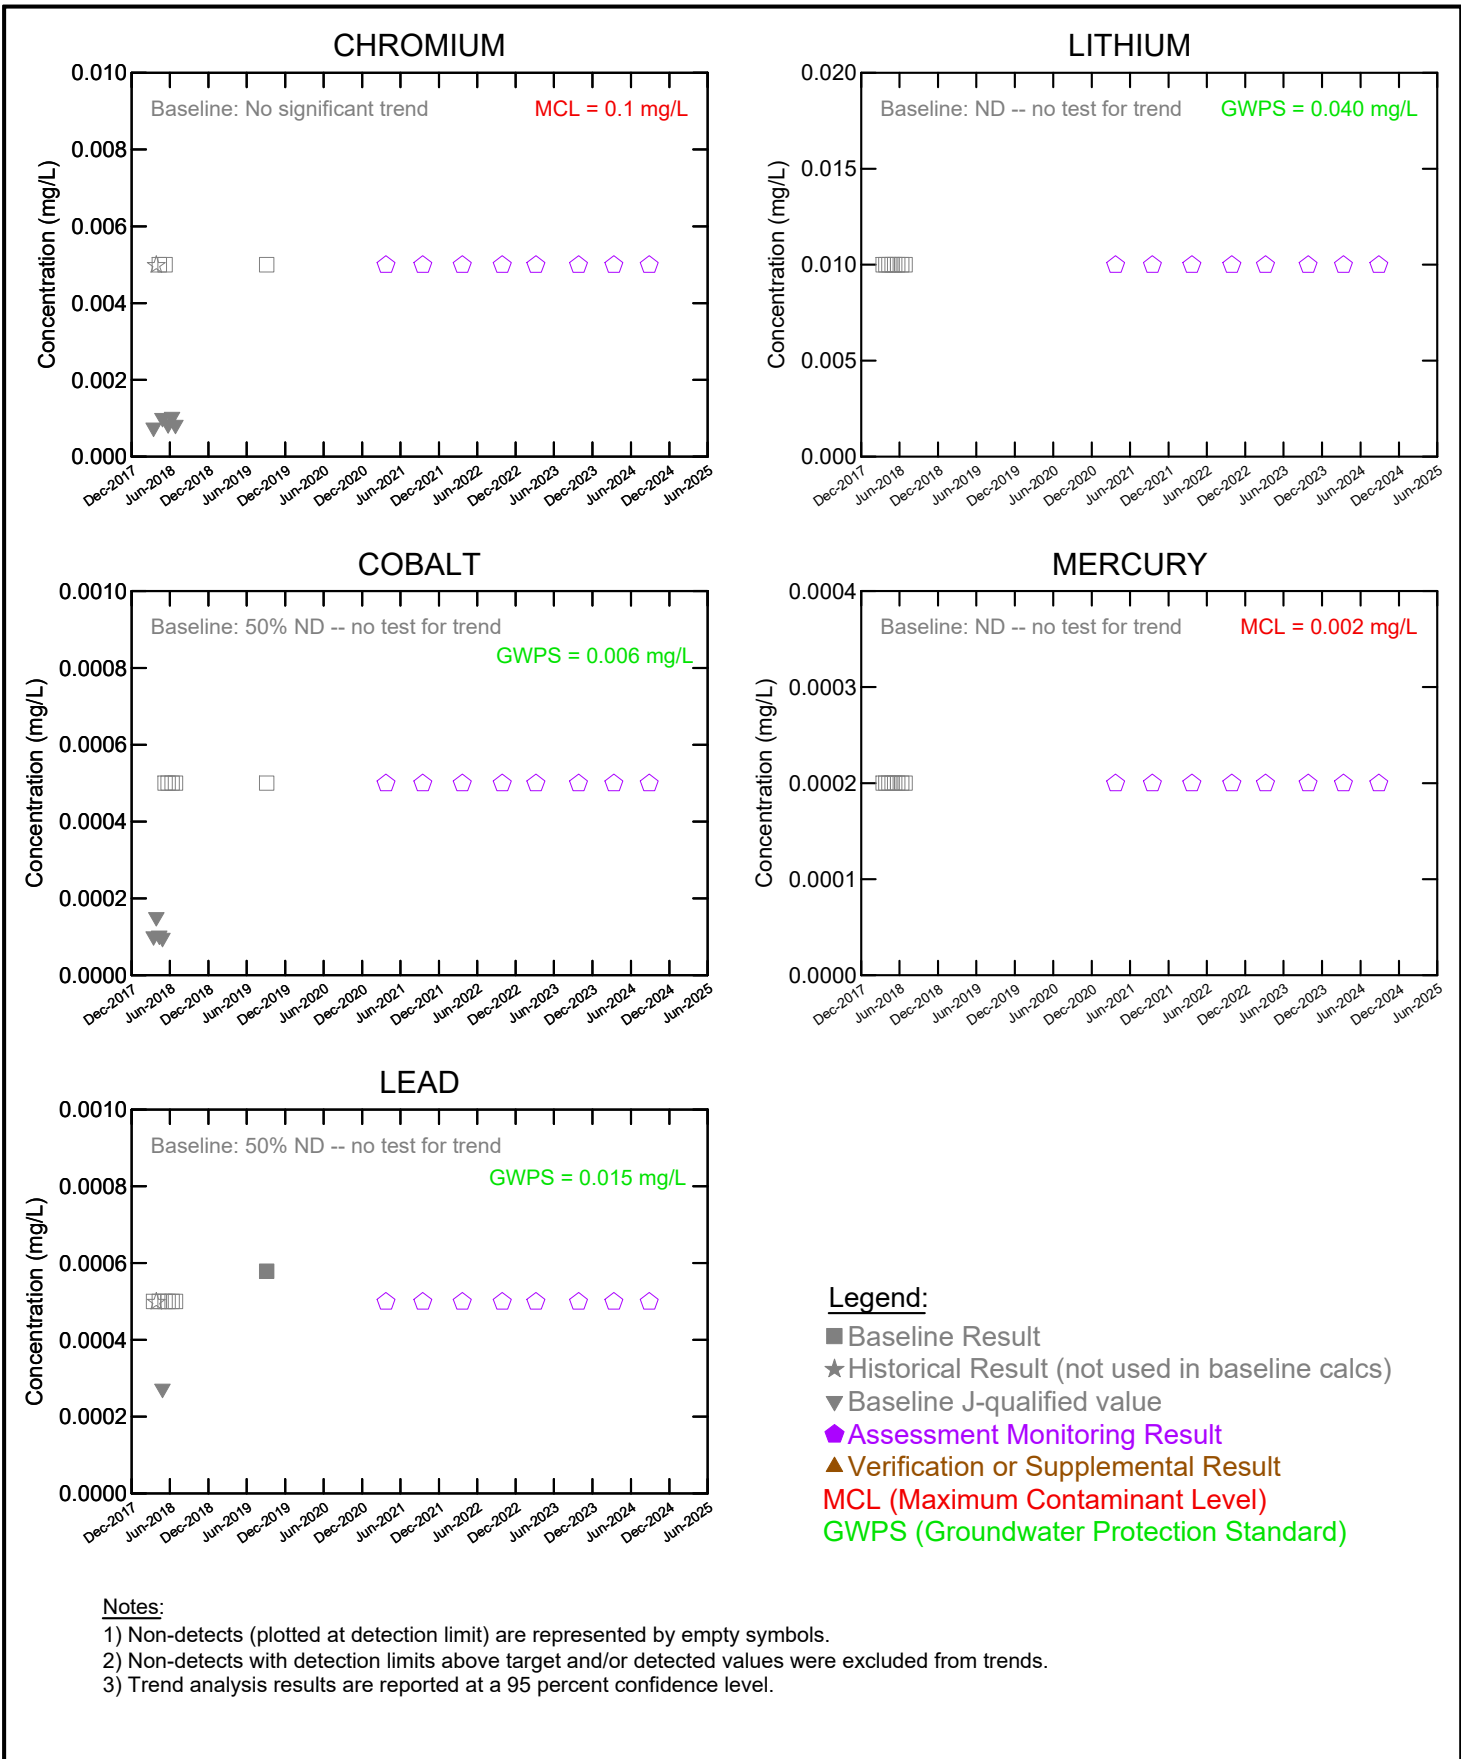 CHROMIUM
Concentration (mg/L)
0.010
0.008
0.006
0.004
0.002
0.000
Baseline: No significant trend
MCL = 0.1 mg/L
Dec-2017 Jun-2018 Dec-2018 Jun-2019 Dec-2019 Jun-2020 Dec-2020 Jun-2021 Dec-2021 Jun-2022 Dec-2022 Jun-2023 Dec-2023 Jun-2024 Dec-2024 Jun-2025
LITHIUM
Concentration (mg/L)
0.020
0.015
0.010
0.005
0.000
Baseline: ND -- no test for trend
GWPS = 0.040 mg/L
Dec-2017 Jun-2018 Dec-2018 Jun-2019 Dec-2019 Jun-2020 Dec-2020 Jun-2021 Dec-2021 Jun-2022 Dec-2022 Jun-2023 Dec-2023 Jun-2024 Dec-2024 Jun-2025
COBALT
Concentration (mg/L)
0.0010
0.0008
0.0006
0.0004
0.0002
0.0000
Baseline: 50% ND -- no test for trend
GWPS = 0.006 mg/L
Dec-2017 Jun-2018 Dec-2018 Jun-2019 Dec-2019 Jun-2020 Dec-2020 Jun-2021 Dec-2021 Jun-2022 Dec-2022 Jun-2023 Dec-2023 Jun-2024 Dec-2024 Jun-2025
MERCURY
Concentration (mg/L)
0.0004
0.0003
0.0002
0.0001
0.0000
Baseline: ND -- no test for trend
MCL = 0.002 mg/L
Dec-2017 Jun-2018 Dec-2018 Jun-2019 Dec-2019 Jun-2020 Dec-2020 Jun-2021 Dec-2021 Jun-2022 Dec-2022 Jun-2023 Dec-2023 Jun-2024 Dec-2024 Jun-2025
LEAD
Concentration (mg/L)
0.0010
0.0008
0.0006
0.0004
0.0002
0.0000
Baseline: 50% ND -- no test for trend
GWPS = 0.015 mg/L
Dec-2017 Jun-2018 Dec-2018 Jun-2019 Dec-2019 Jun-2020 Dec-2020 Jun-2021 Dec-2021 Jun-2022 Dec-2022 Jun-2023 Dec-2023 Jun-2024 Dec-2024 Jun-2025
Legend:
Baseline Result
Historical Result (not used in baseline calcs)
Baseline J-qualified value
Assessment Monitoring Result
Verification or Supplemental Result
MCL (Maximum Contaminant Level)
GWPS (Groundwater Protection Standard)
Notes:
1) Non-detects (plotted at detection limit) are represented by empty symbols.
2) Non-detects with detection limits above target and/or detected values were excluded from trends.
3) Trend analysis results are reported at a 95 percent confidence level.